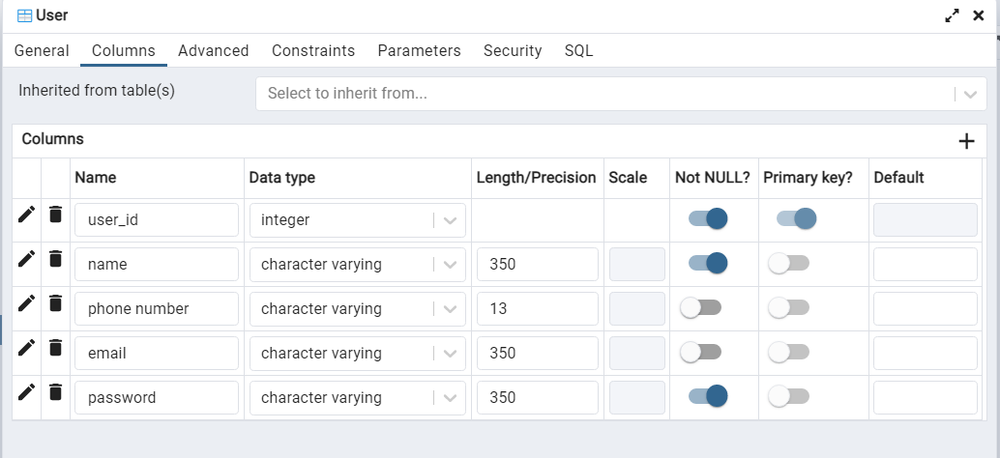 User
General Columns Advanced Constraints Parameters Security SQL
Inherited from table(s) Select to inherit from...
Columns
Name Data type Length/Precision Scale Not NULL? Primary key? Default
user_id integer
name character varying 350
phone number character varying 13
email character varying 350
password character varying 350